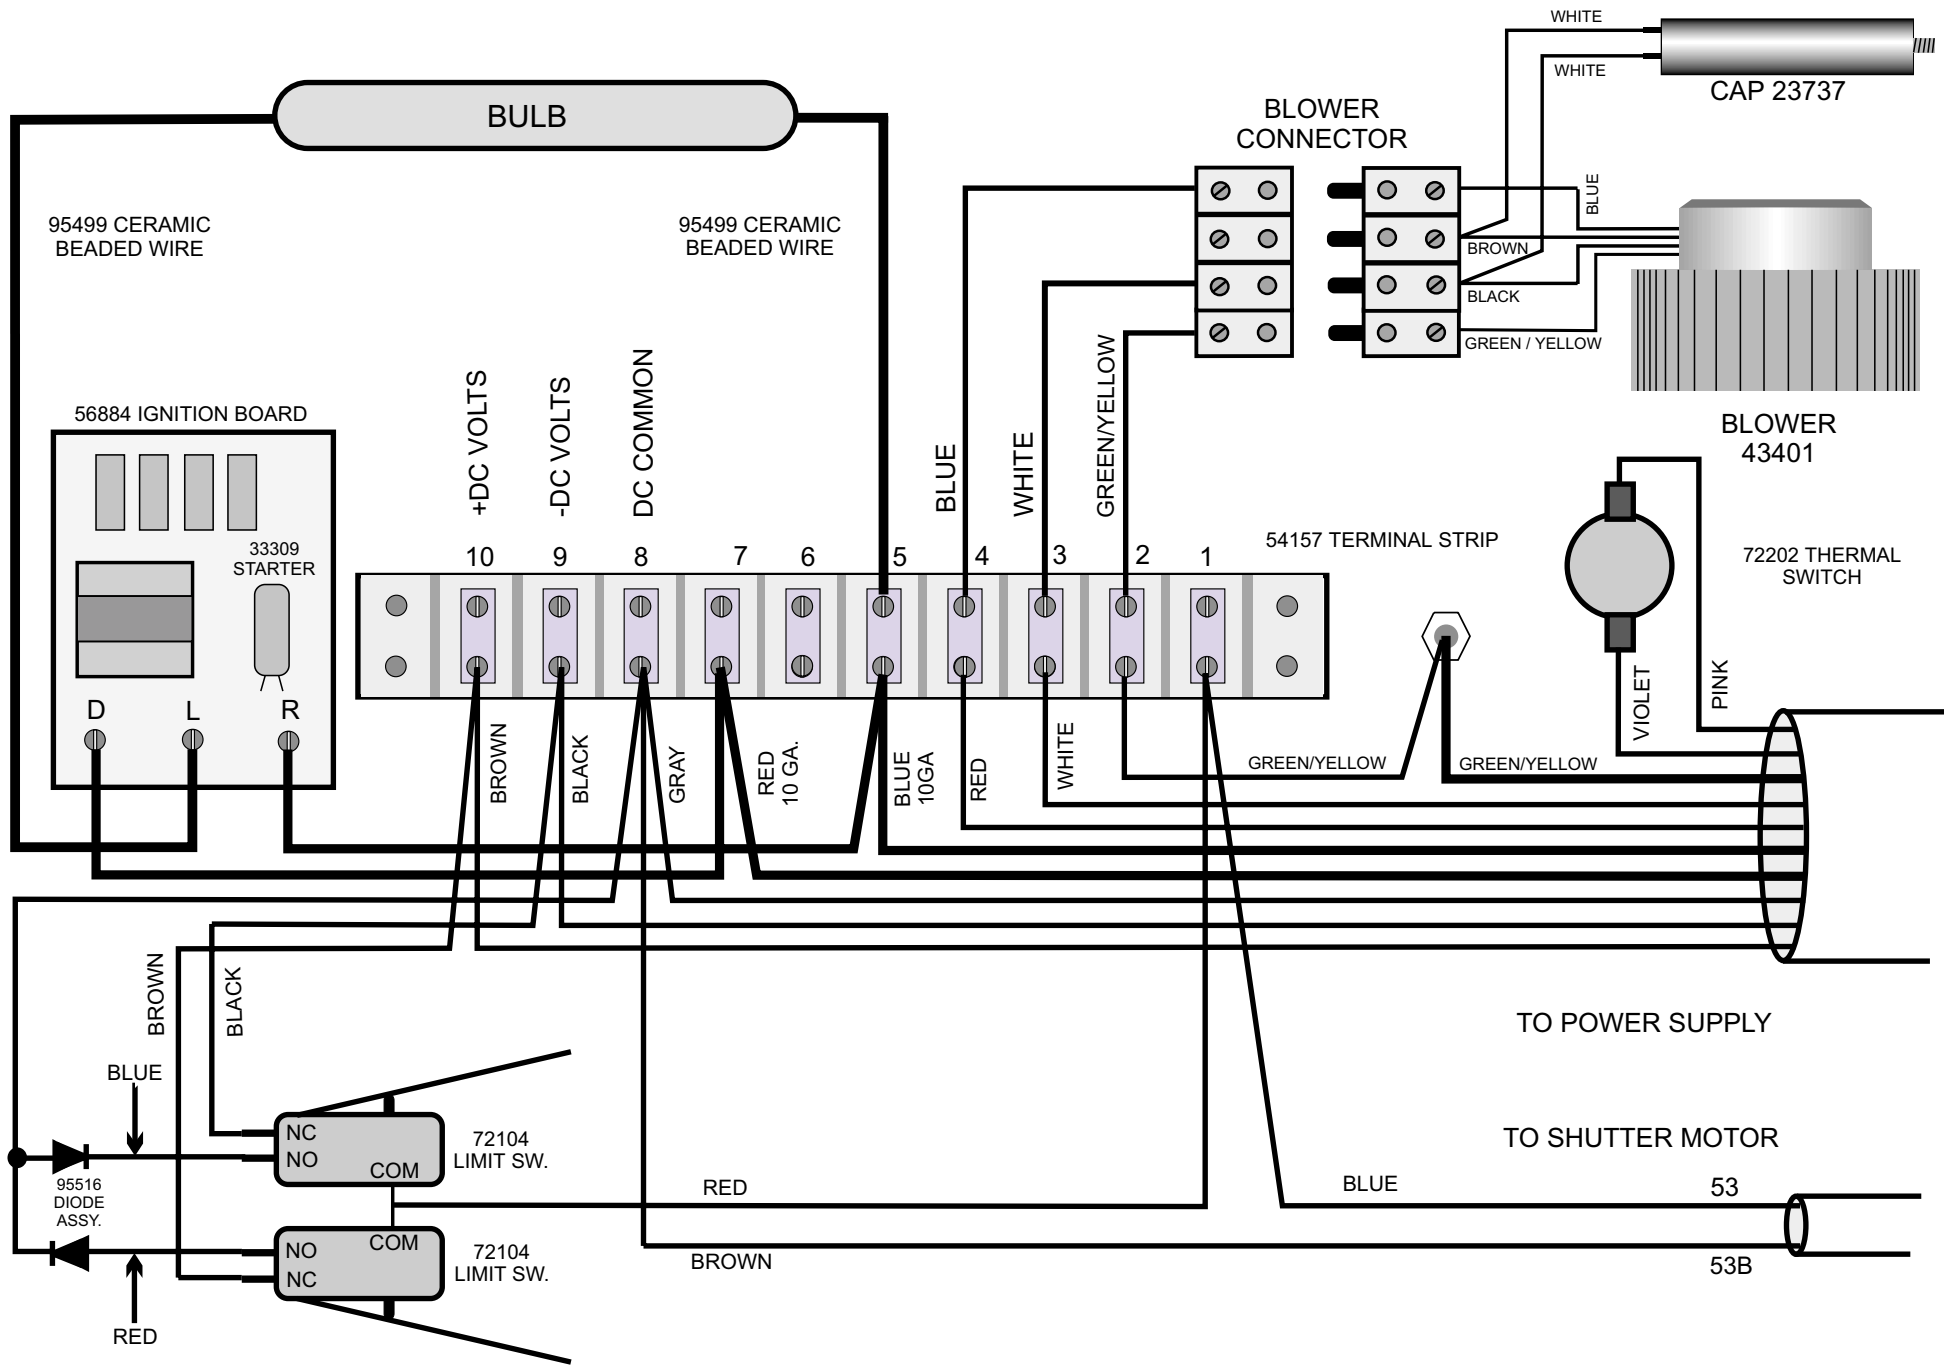 WHITE
WHITE
CAP 23737
BULB
BLOWER
CONNECTOR
95499 CERAMIC
BEADED WIRE
95499 CERAMIC
BEADED WIRE
BLUE
BROWN
BLACK
GREEN / YELLOW
BLOWER
43401
56884 IGNITION BOARD
33309
STARTER
D
L
R
+DC VOLTS
-DC VOLTS
DC COMMON
BLUE
WHITE
GREEN/YELLOW
10
9
8
7
6
5
4
3
2
1
54157 TERMINAL STRIP
72202 THERMAL
SWITCH
VIOLET
PINK
BROWN
BLACK
GRAY
RED
10 GA.
BLUE
10GA
RED
WHITE
GREEN/YELLOW
GREEN/YELLOW
BROWN
BLACK
TO POWER SUPPLY
BLUE
NC
NO
COM
72104
LIMIT SW.
95516
DIODE
ASSY.
TO SHUTTER MOTOR
RED
BLUE
53
NO
NC
COM
72104
LIMIT SW.
BROWN
53B
RED